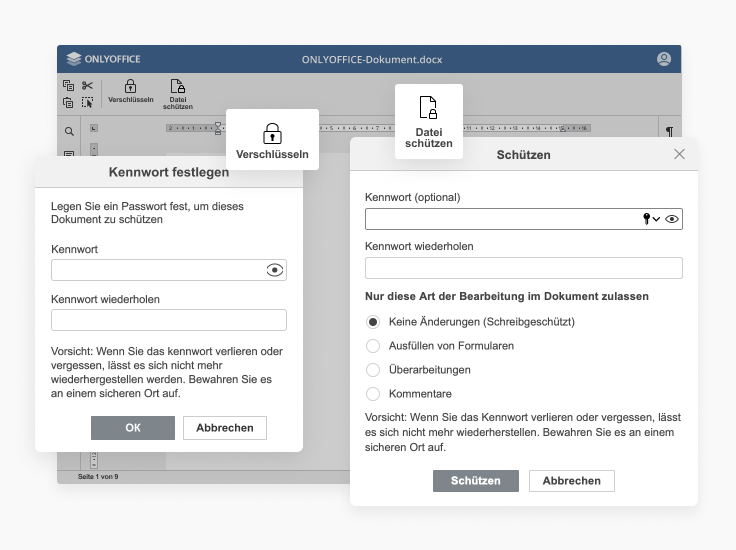 ONLYOFFICE
ONLYOFFICE-Dokument.docx
Verschlüsseln
Datei
schützen
Verschlüsseln
Datei
schützen
Kennwort festlegen
Legen Sie ein Passwort fest, um dieses
Dokument zu schützen
Kennwort
Kennwort wiederholen
Vorsicht: Wenn Sie das kennwort verlieren oder
vergessen, lässt es sich nicht mehr
wiederhergestellen werden. Bewahren Sie es
an einem sicheren Ort auf.
OK
Abbrechen
Seite 1 von 9
Schützen
Kennwort (optional)
Kennwort wiederholen
Nur diese Art der Bearbeitung im Dokument zulassen
Keine Änderungen (Schreibgeschützt)
Ausfüllen von Formularen
Überarbeitungen
Kommentare
Vorsicht: Wenn Sie das Kennwort verlieren oder vergessen, lässt
es sich nicht mehr wiederherstellen. Bewahren Sie es an einem
sicheren Ort auf.
Schützen
Abbrechen